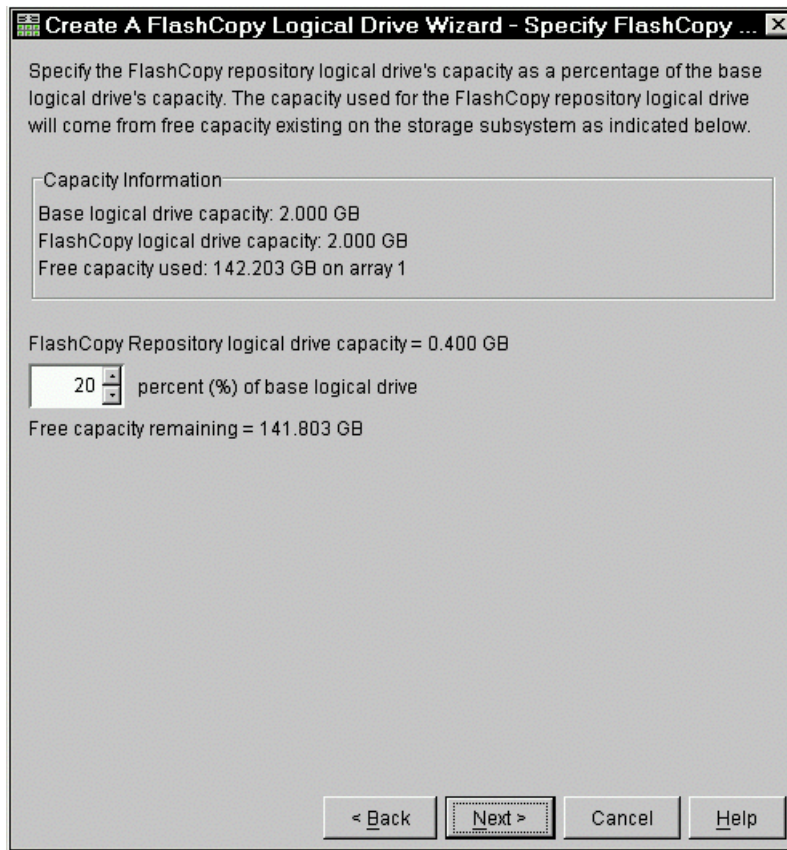 Create A FlashCopy Logical Drive Wizard - Specify FlashCopy ...
Specify the FlashCopy repository logical drive's capacity as a percentage of the base
logical drive's capacity. The capacity used for the FlashCopy repository logical drive
will come from free capacity existing on the storage subsystem as indicated below.
Capacity Information
Base logical drive capacity: 2.000 GB
FlashCopy logical drive capacity: 2.000 GB
Free capacity used: 142.203 GB on array 1
FlashCopy Repository logical drive capacity = 0.400 GB
20 percent (%) of base logical drive
Free capacity remaining = 141.803 GB
< Back Next > Cancel Help